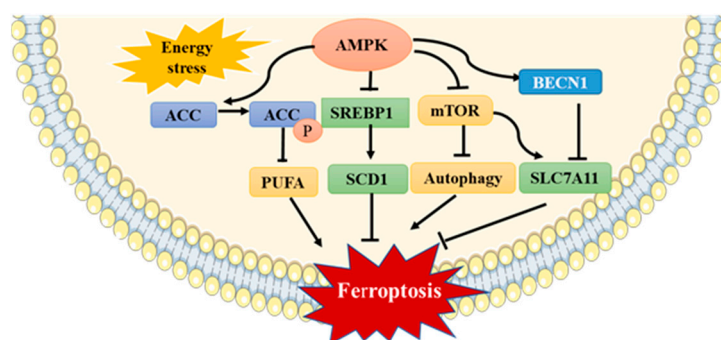 Energy
stress
AMPK
BECN1
ACC
ACC
P
SREBP1
mTOR
PUFA
SCD1
Autophagy
SLC7A11
Ferroptosis